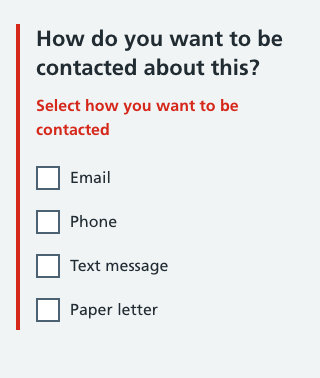 How do you want to be
contacted about this?
Select how you want to be
contacted
Email
Phone
Text message
Paper letter